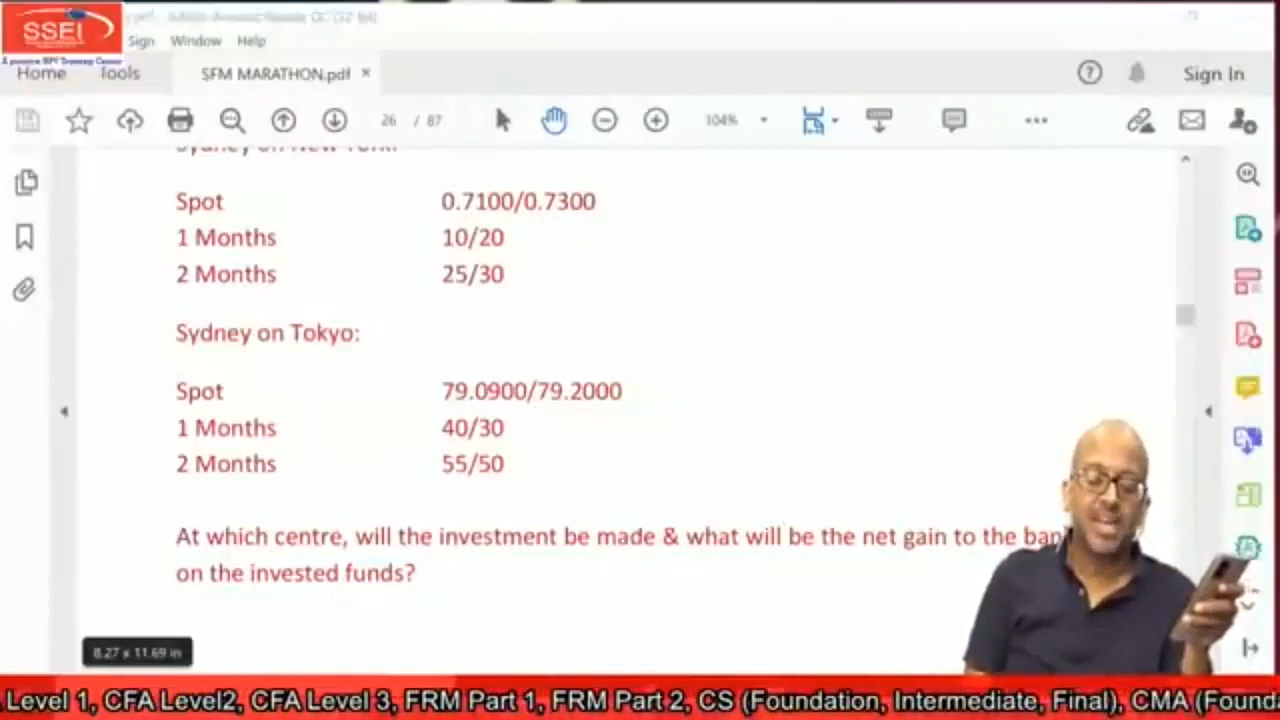 SSEI
Sign Window Help
Home Tools SFM MARATHON.pdf × Sign In
26 / 87 104%
Sydney on New York:
Spot 0.7100/0.7300
1 Months 10/20
2 Months 25/30
Sydney on Tokyo:
Spot 79.0900/79.2000
1 Months 40/30
2 Months 55/50
At which centre, will the investment be made & what will be the net gain to the
on the invested funds?
8.27 x 11.69 in
Level 1, CFA Level2, CFA Level 3, FRM Part 1, FRM Part 2, CS (Foundation, Intermediate, Final), CMA (Found